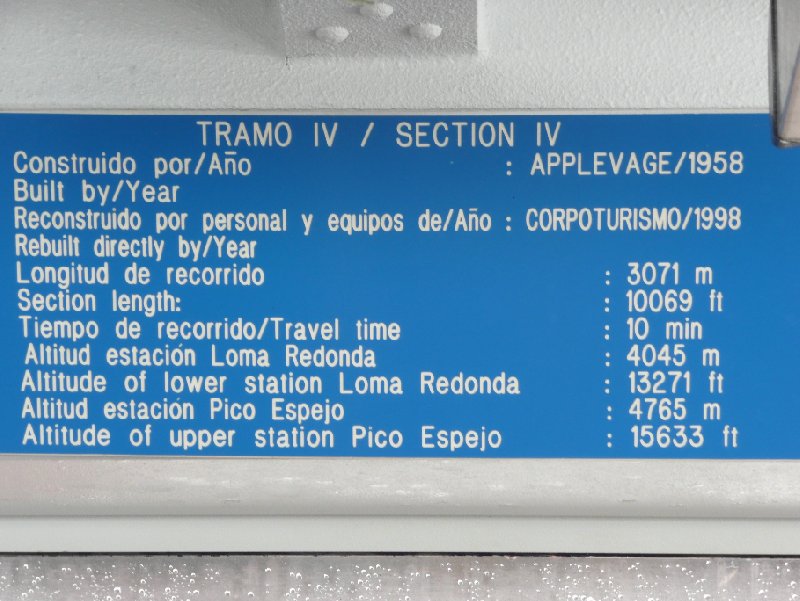 TRAMO IV / SECTION IV
Construido por/Año : APPLEVAGE/1958
Built by/Year
Reconstruido por personal y equipos de/Año : CORPOTURISMO/1998
Rebuilt directly by/Year
Longitud de recorrido : 3071 m
Section length: : 10069 ft
Tiempo de recorrido/Travel time : 10 min
Altitud estación Loma Redonda : 4045 m
Altitude of lower station Loma Redonda : 13271 ft
Altitud estación Pico Espejo : 4765 m
Altitude of upper station Pico Espejo : 15633 ft